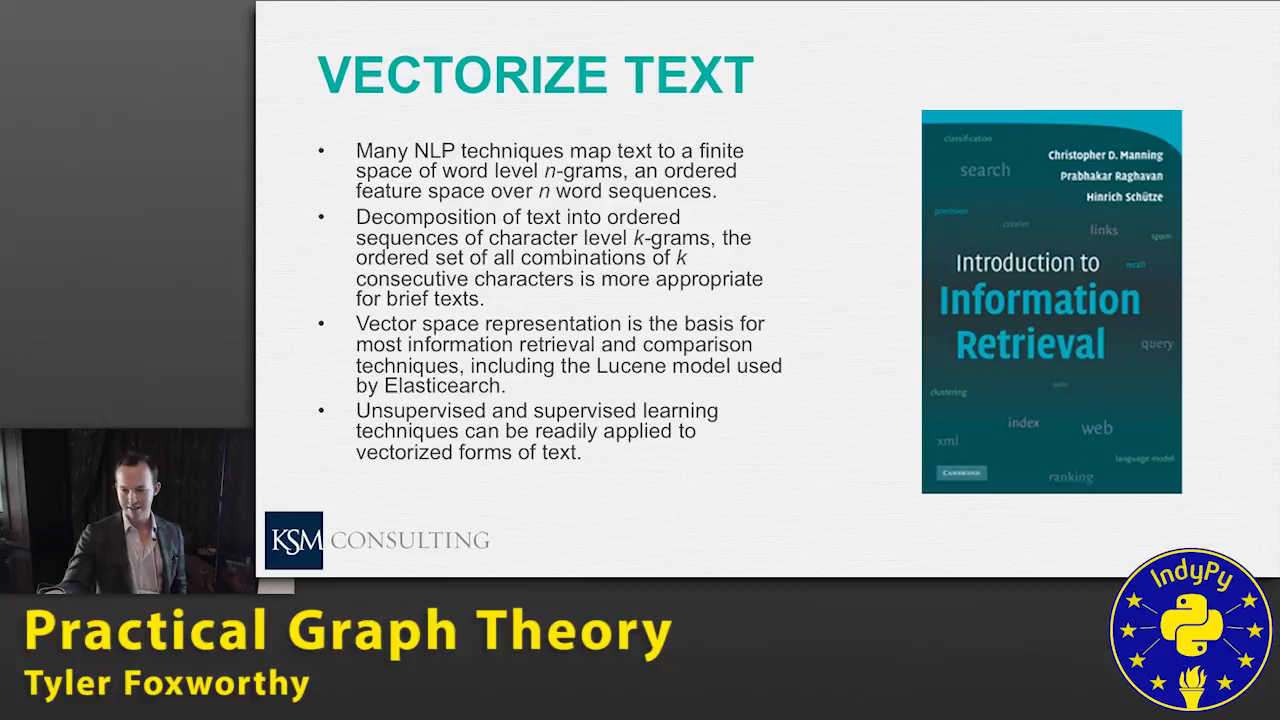 VECTORIZE TEXT
• Many NLP techniques map text to a finite
space of word level n-grams, an ordered
feature space over n word sequences.
• Decomposition of text into ordered
sequences of character level k-grams, the
ordered set of all combinations of k
consecutive characters is more appropriate
for brief texts.
• Vector space representation is the basis for
most information retrieval and comparison
techniques, including the Lucene model used
by Elasticearch.
• Unsupervised and supervised learning
techniques can be readily applied to
vectorized forms of text.
classification
Christopher D. Manning
search
Prabhakar Raghavan
Hinrich Schütze
precision
crawler
links
spam
Introduction to
recall
Information
Retrieval
query
clustering
index
web
xml
language model
CAMBRIDGE
ranking
KSM CONSULTING
IndyPy
Practical Graph Theory
Tyler Foxworthy